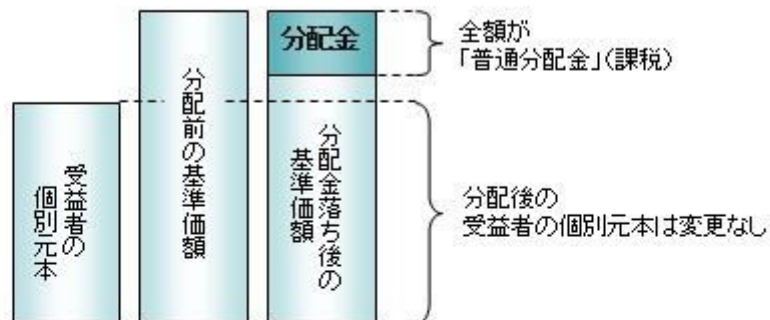 受益者の
個別元本
分配前の基準価額
分配金
分配金落ち後の
基準価額
全額が
「普通分配金」(課税)
分配後の
受益者の個別元本は変更なし